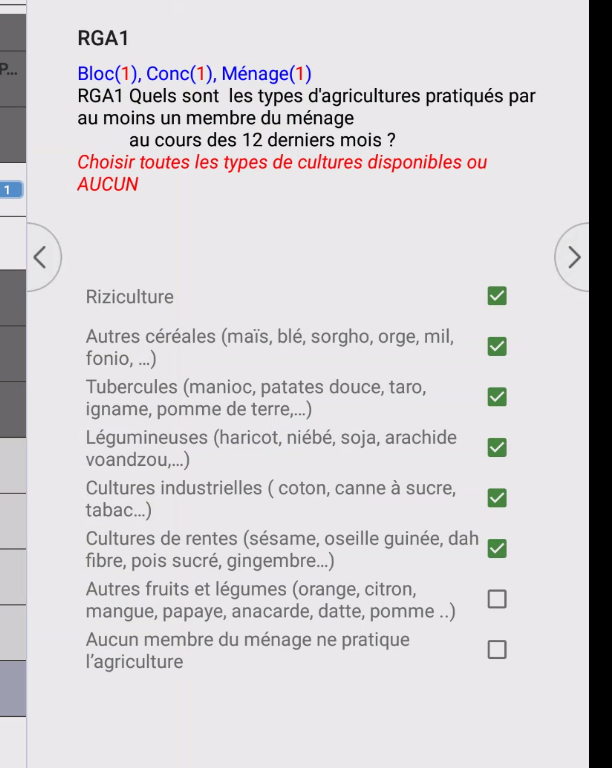 RGA1
P...
Bloc(1), Conc(1), Ménage(1)
RGA1 Quels sont  les types d'agricultures pratiqués par
au moins un membre du ménage
au cours des 12 derniers mois ?
Choisir toutes les types de cultures disponibles ou
AUCUN
1
Riziculture
Autres céréales (maïs, blé, sorgho, orge, mil,
fonio, ...)
Tubercules (manioc, patates douce, taro,
igname, pomme de terre,...)
Légumineuses (haricot, niébé, soja, arachide
voandzou,...)
Cultures industrielles ( coton, canne à sucre,
tabac...)
Cultures de rentes (sésame, oseille guinée, dah
fibre, pois sucré, gingembre...)
Autres fruits et légumes (orange, citron,
mangue, papaye, anacarde, datte, pomme ..)
Aucun membre du ménage ne pratique
l’agriculture